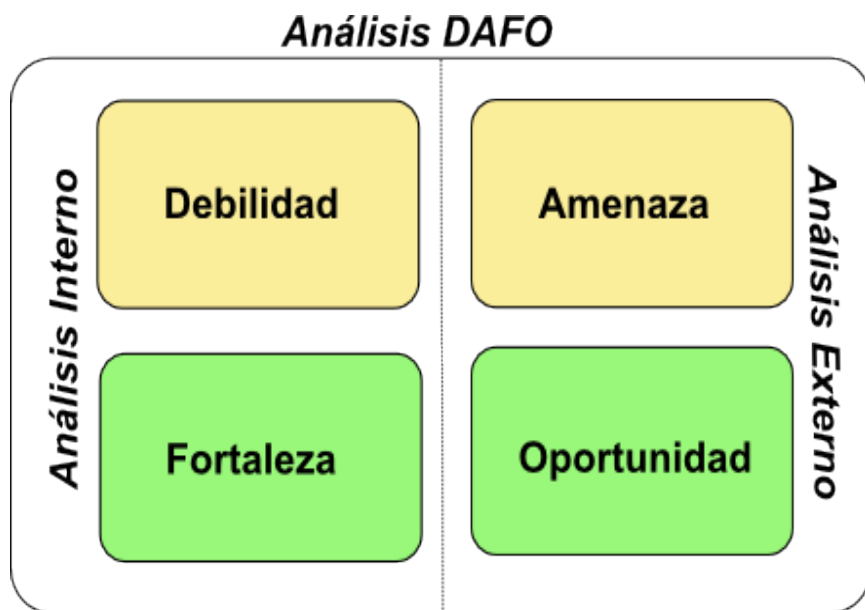 Análisis DAFO
Análisis Interno
Debilidad
Amenaza
Análisis Externo
Fortaleza
Oportunidad